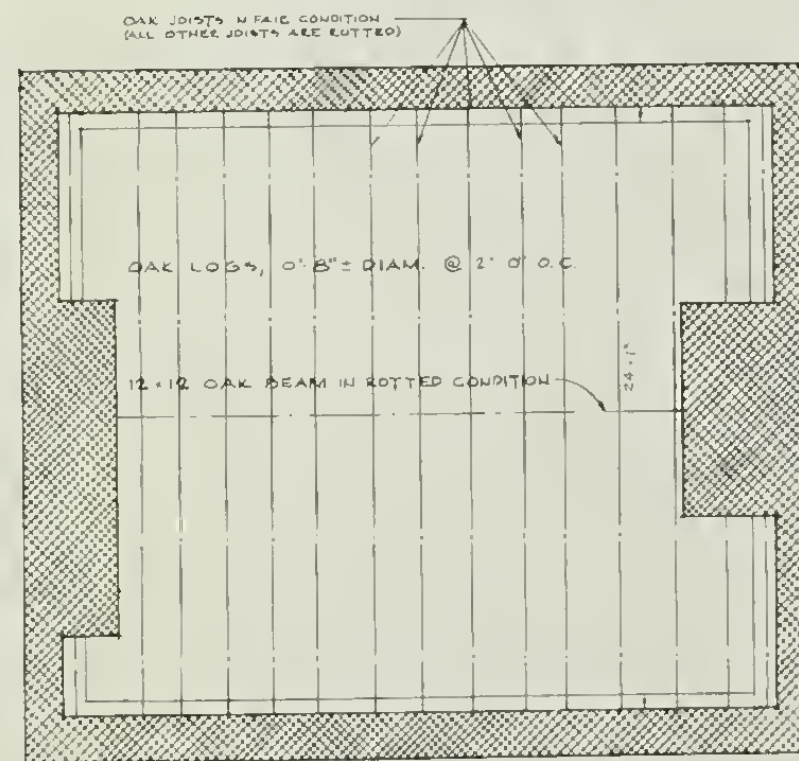 OAK JOISTS IN FAIR CONDITION
(ALL OTHER JOISTS ARE ROTTED)
OAK LOGS, 0'-8" ± DIAM. @ 2'-0" O.C.
24'-1"
12 × 12 OAK BEAM IN ROTTED CONDITION